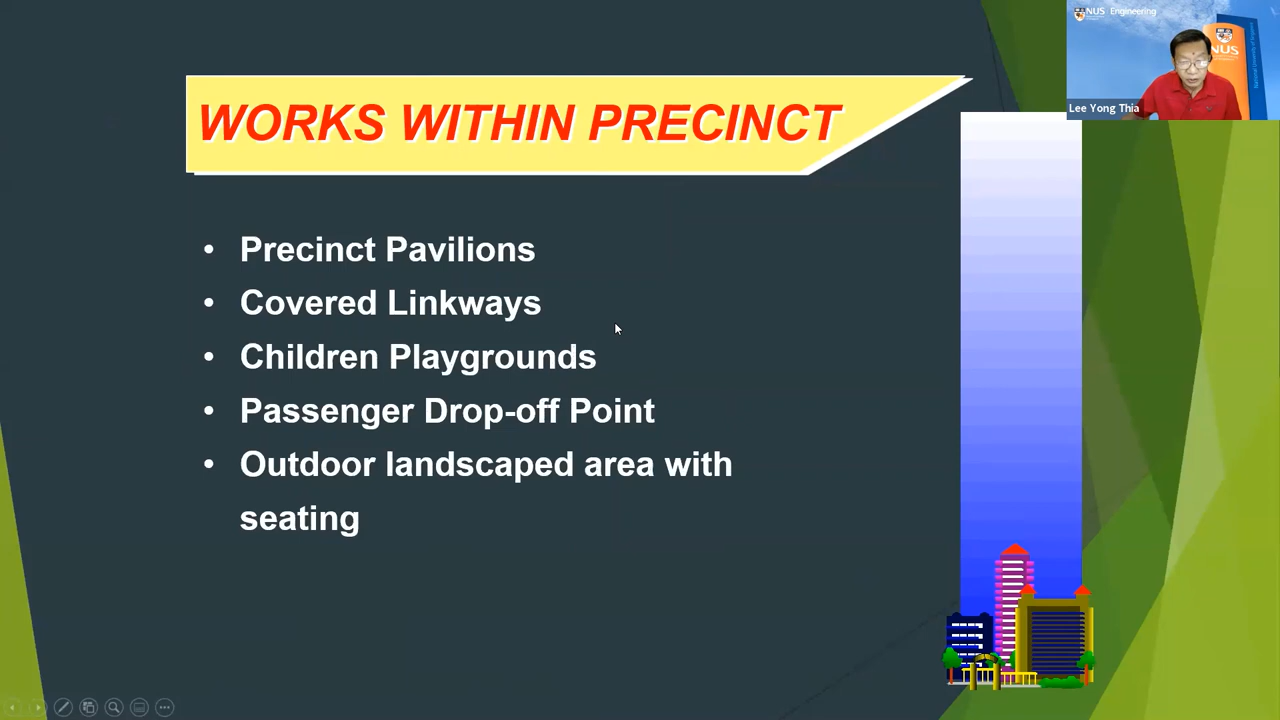 NUS Engineering
NUS
Lee Yong Thia
WORKS WITHIN PRECINCT
• Precinct Pavilions
• Covered Linkways
• Children Playgrounds
• Passenger Drop-off Point
• Outdoor landscaped area with
seating